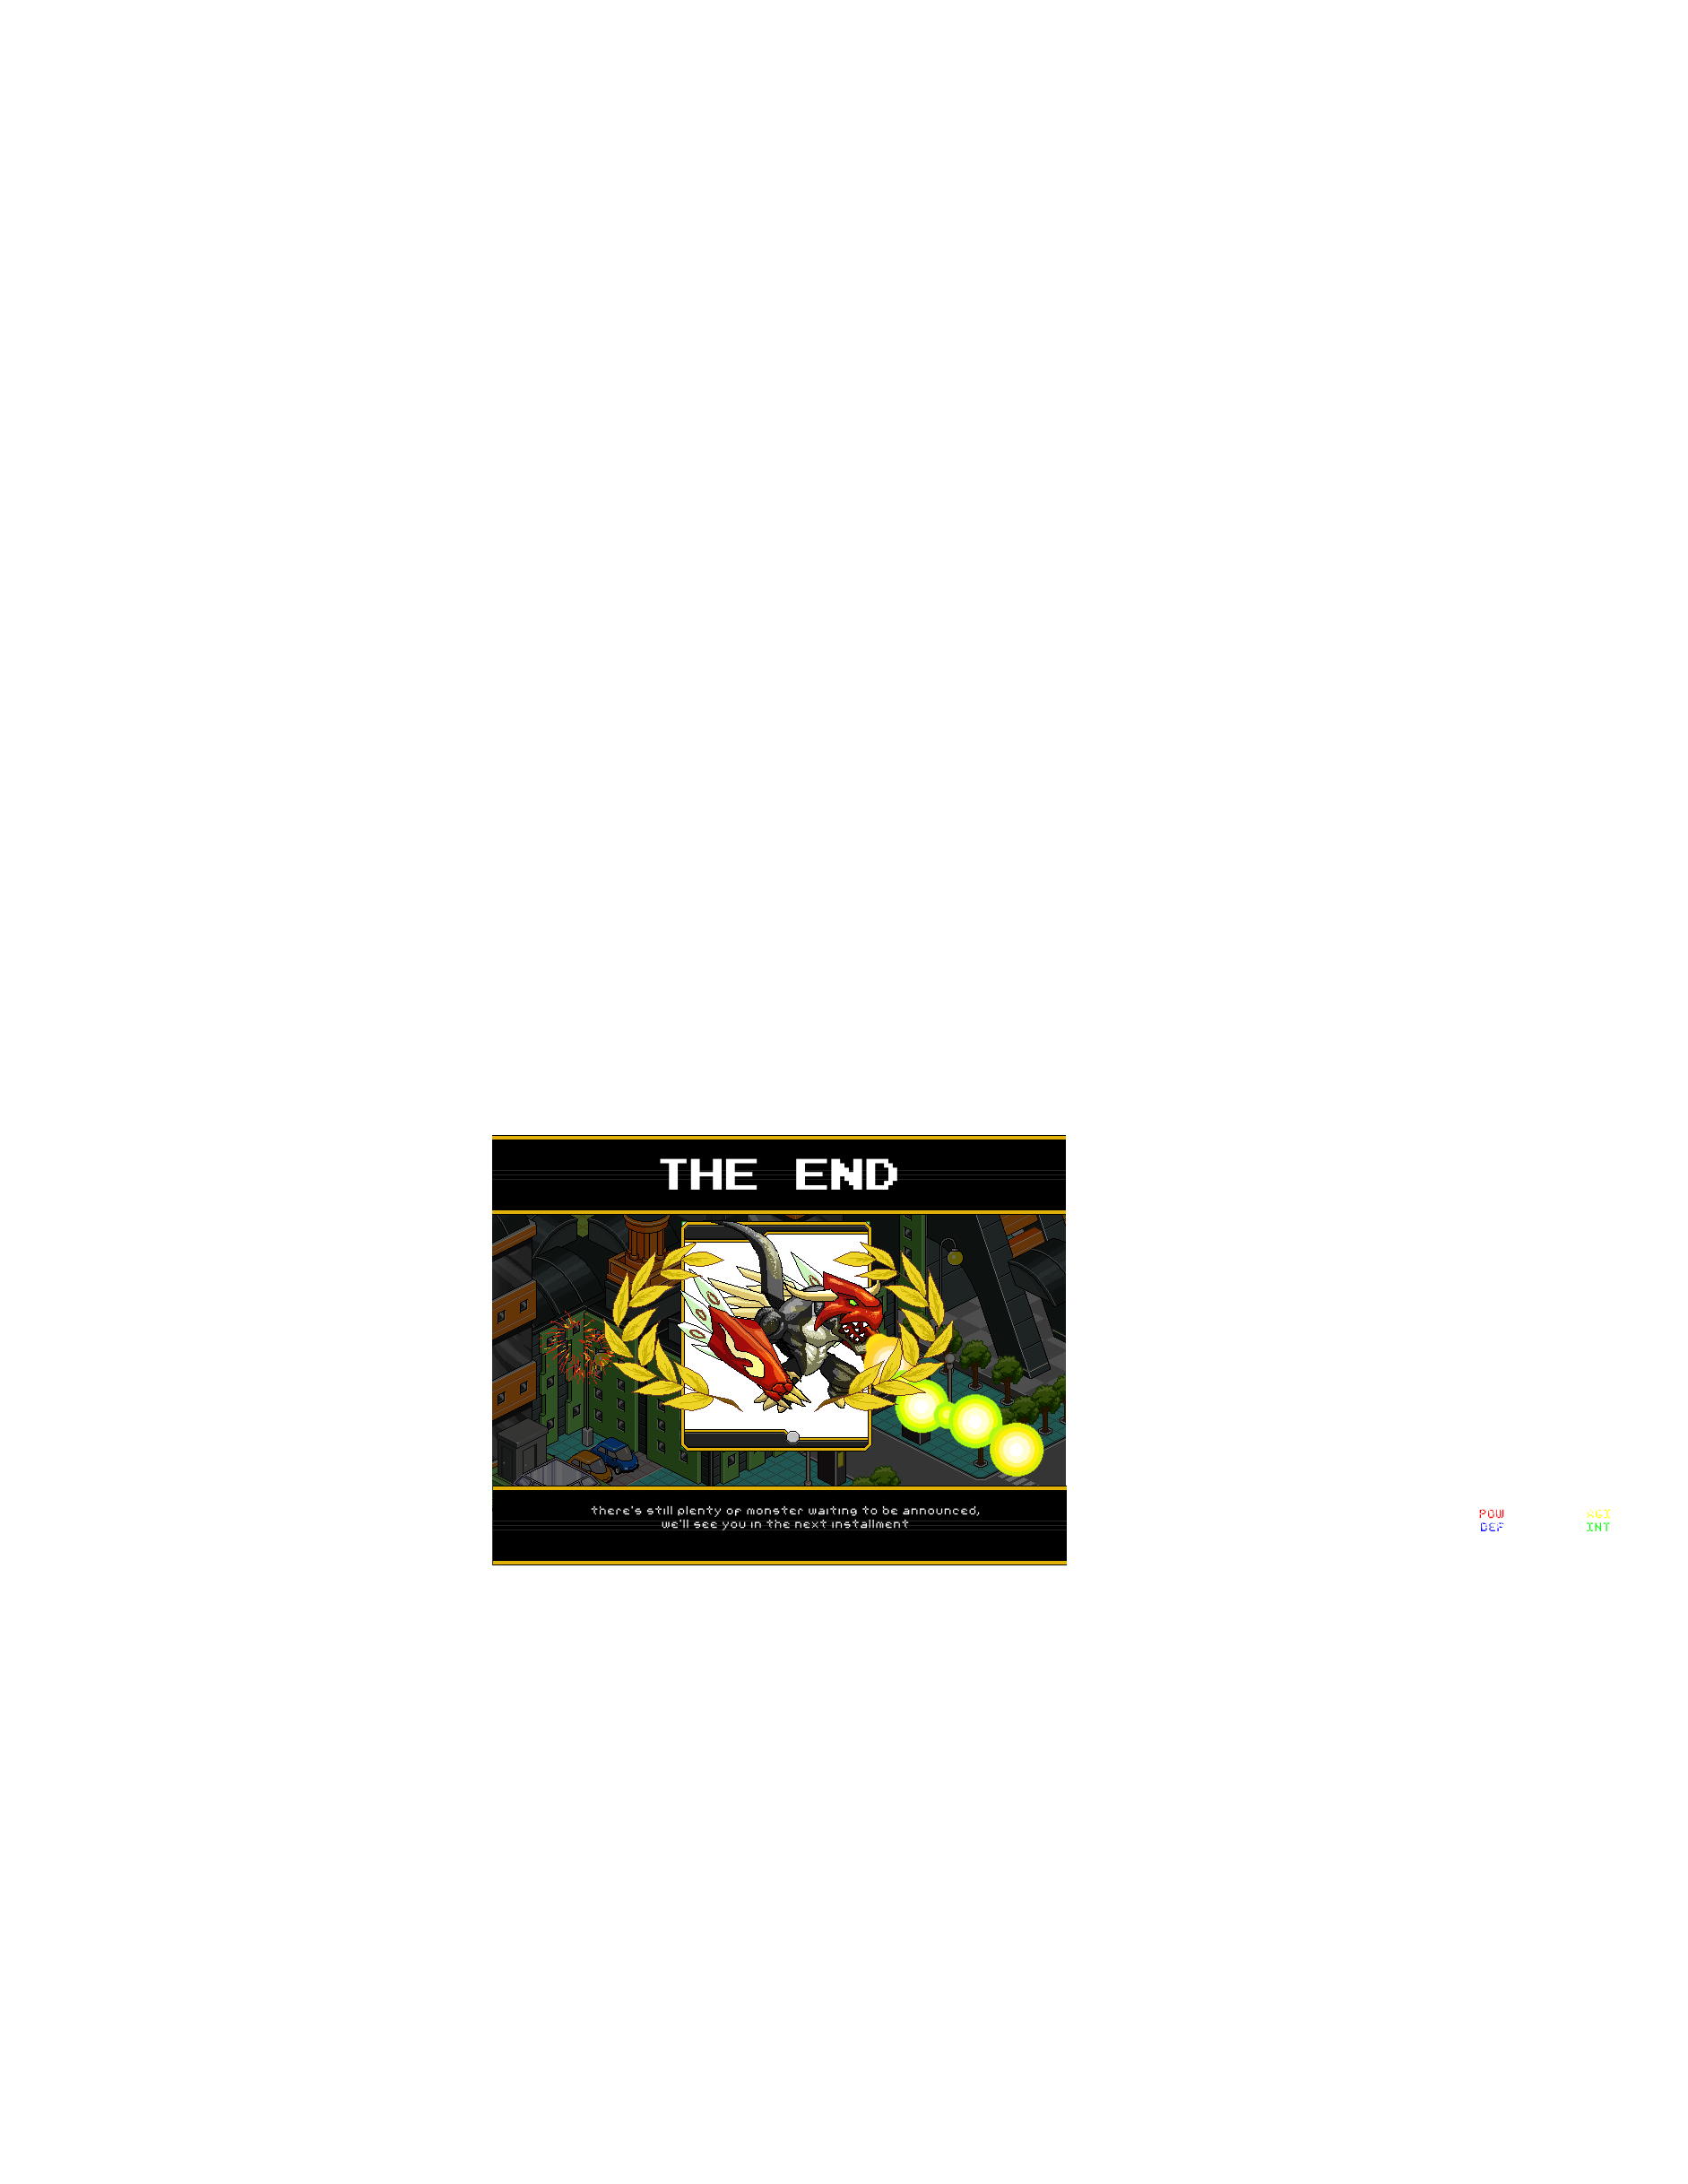 THE END
there's still plenty of monster waiting to be announced,
we'll see you in the next installment
POW AGI
DEF INT